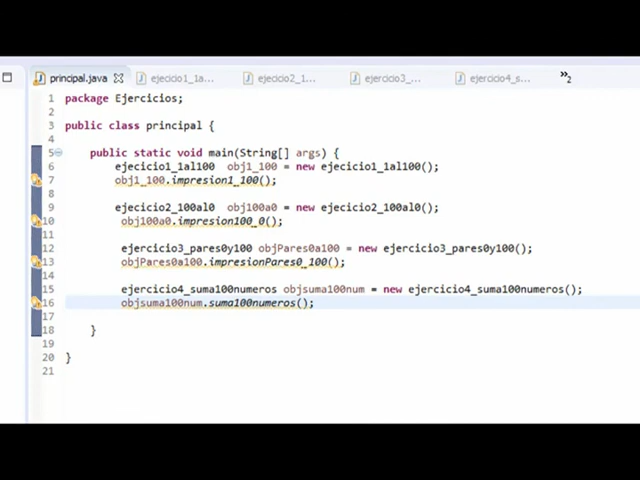 principal.java
ejecicio1_1a...
ejecicio2_1...
ejercicio3_...
ejercicio4_s...
»2
1 package Ejercicios;
2
3 public class principal {
4
5 public static void main(String[] args) {
6 ejecicio1_1al100 obj1_100 = new ejecicio1_1al100();
7 obj1_100.impresion1_100();
8
9 ejecicio2_100al0 obj100a0 = new ejecicio2_100al0();
10 obj100a0.impresion100_0();
11
12 ejercicio3_pares0y100 objPares0a100 = new ejercicio3_pares0y100();
13 objPares0a100.impresionPares0_100();
14
15 ejercicio4_suma100numeros objsuma100num = new ejercicio4_suma100numeros();
16 objsuma100num.suma100numeros();
17
18 }
19
20 }
21